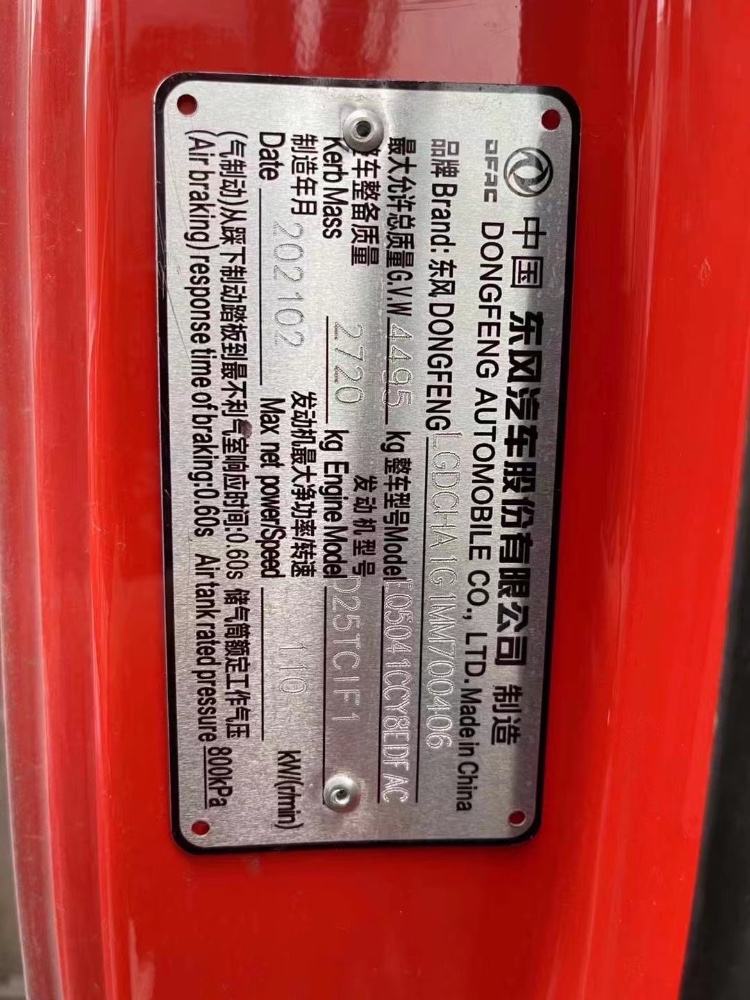 中国 东风汽车股份有限公司 制造
DFAC DONGFENG AUTOMOBILE CO., LTD. Made in China
品牌 Brand: 东风 DONGFENG LGDCHA1G1MM700406
最大允许总质量G.V.W 4495 kg 整车型号Model EQ5041CCY8EDFAC
车整备质量 发动机型号
Kerb Mass 2720 kg Engine Model D25TCIF1
制造年月 发动机最大净功率/转速
Date 202102 Max net power/Speed 110 kW/(r/min)
(气制动)从踩下制动踏板到最不利气室响应时间:0.60s 储气筒额定工作气压
(Air braking) response time of braking:0.60s Air tank rated pressure 800kPa